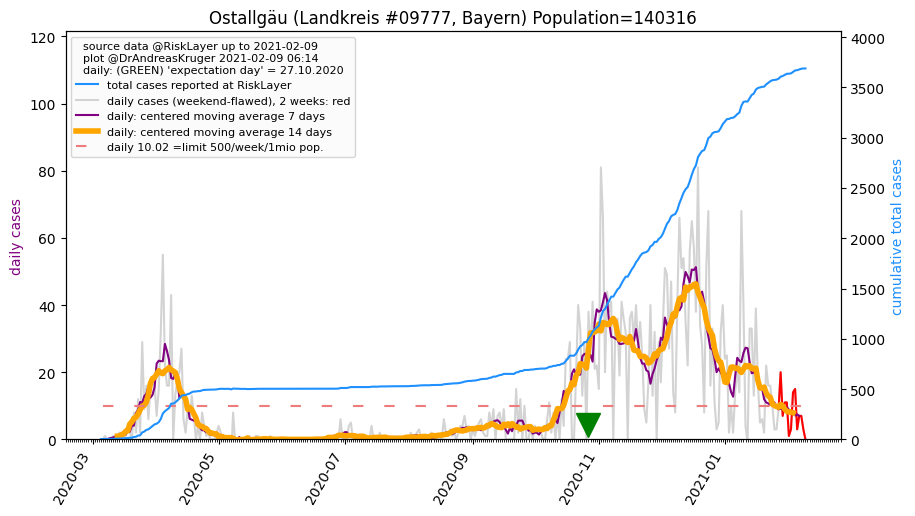 Ostallgäu (Landkreis #09777, Bayern) Population=140316
source data @RiskLayer up to 2021-02-09
plot @DrAndreasKruger 2021-02-09 06:14
daily: (GREEN) 'expectation day' = 27.10.2020
total cases reported at RiskLayer
daily cases (weekend-flawed), 2 weeks: red
daily: centered moving average 7 days
daily: centered moving average 14 days
daily 10.02 =limit 500/week/1mio pop.
daily cases
120
100
80
60
40
20
0
cumulative total cases
4000
3500
3000
2500
2000
1500
1000
500
0
2020-03
2020-05
2020-07
2020-09
2020-11
2021-01